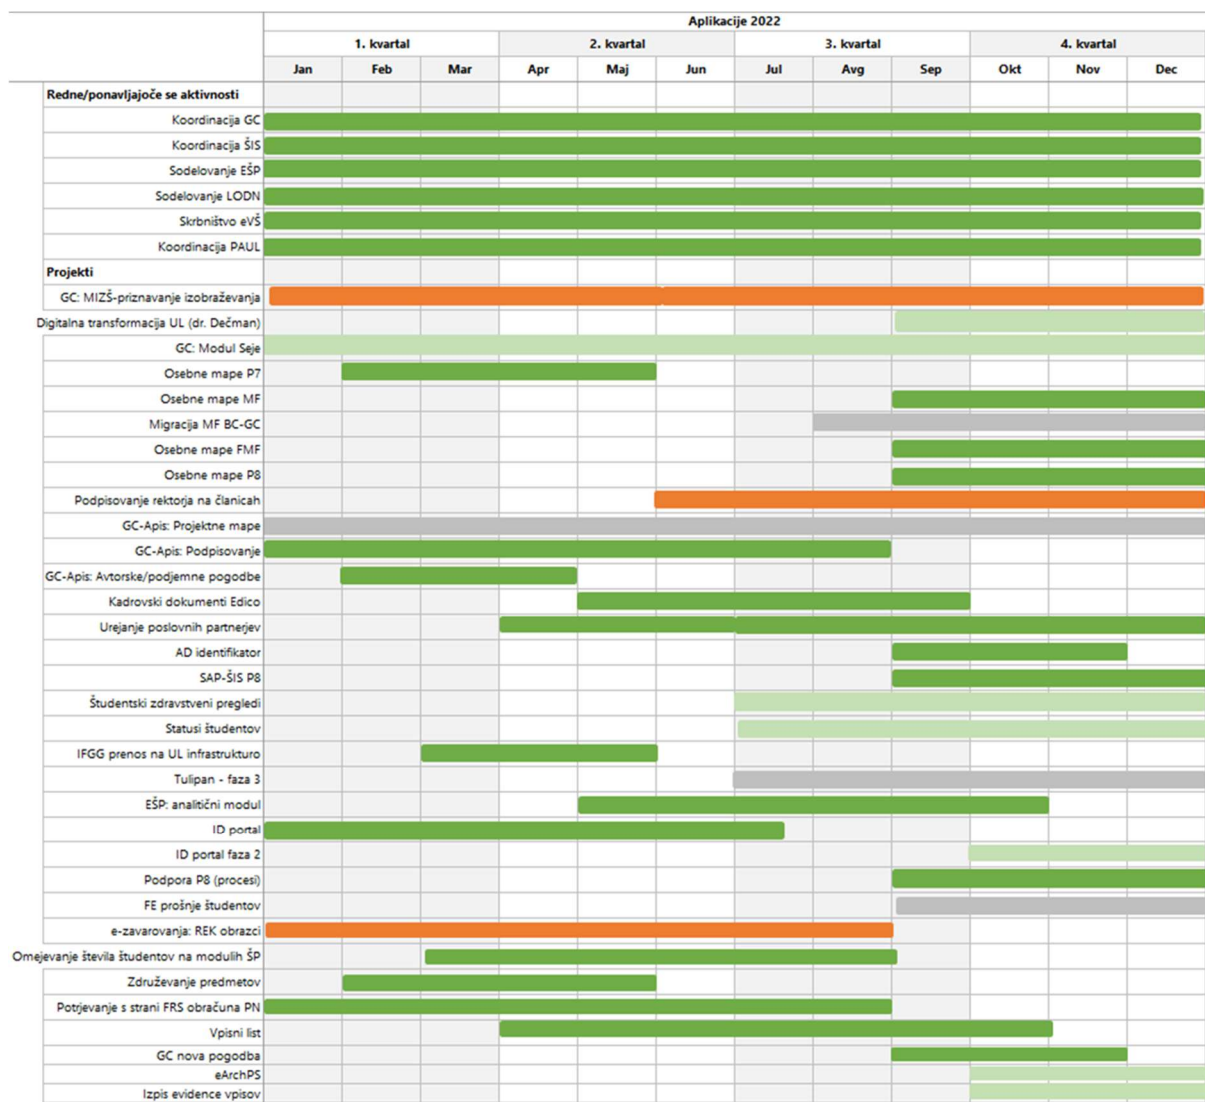 Aplikacije 2022
1. kvartal 2. kvartal 3. kvartal 4. kvartal
Jan Feb Mar Apr Maj Jun Jul Avg Sep Okt Nov Dec
Redne/ponavljajoče se aktivnosti
Koordinacija GC
Koordinacija ŠIS
Sodelovanje EŠP
Sodelovanje LODN
Skrbništvo eVŠ
Koordinacija PAUL
Projekti
GC: MIZŠ-priznavanje izobraževanja
Digitalna transformacija UL (dr. Dečman)
GC: Modul Seje
Osebne mape P7
Osebne mape MF
Migracija MF BC-GC
Osebne mape FMF
Osebne mape P8
Podpisovanje rektorja na članicah
GC-Apis: Projektne mape
GC-Apis: Podpisovanje
GC-Apis: Avtorske/podjemne pogodbe
Kadrovski dokumenti Edico
Urejanje poslovnih partnerjev
AD identifikator
SAP-ŠIS P8
Študentski zdravstveni pregledi
Statusi študentov
IFGG prenos na UL infrastrukturo
Tulipan - faza 3
EŠP: analitični modul
ID portal
ID portal faza 2
Podpora P8 (procesi)
FE prošnje študentov
e-zavarovanja: REK obrazci
Omejevanje števila študentov na modulih ŠP
Združevanje predmetov
Potrjevanje s strani FRS obračuna PN
Vpisni list
GC nova pogodba
eArchPS
Izpis evidence vpisov